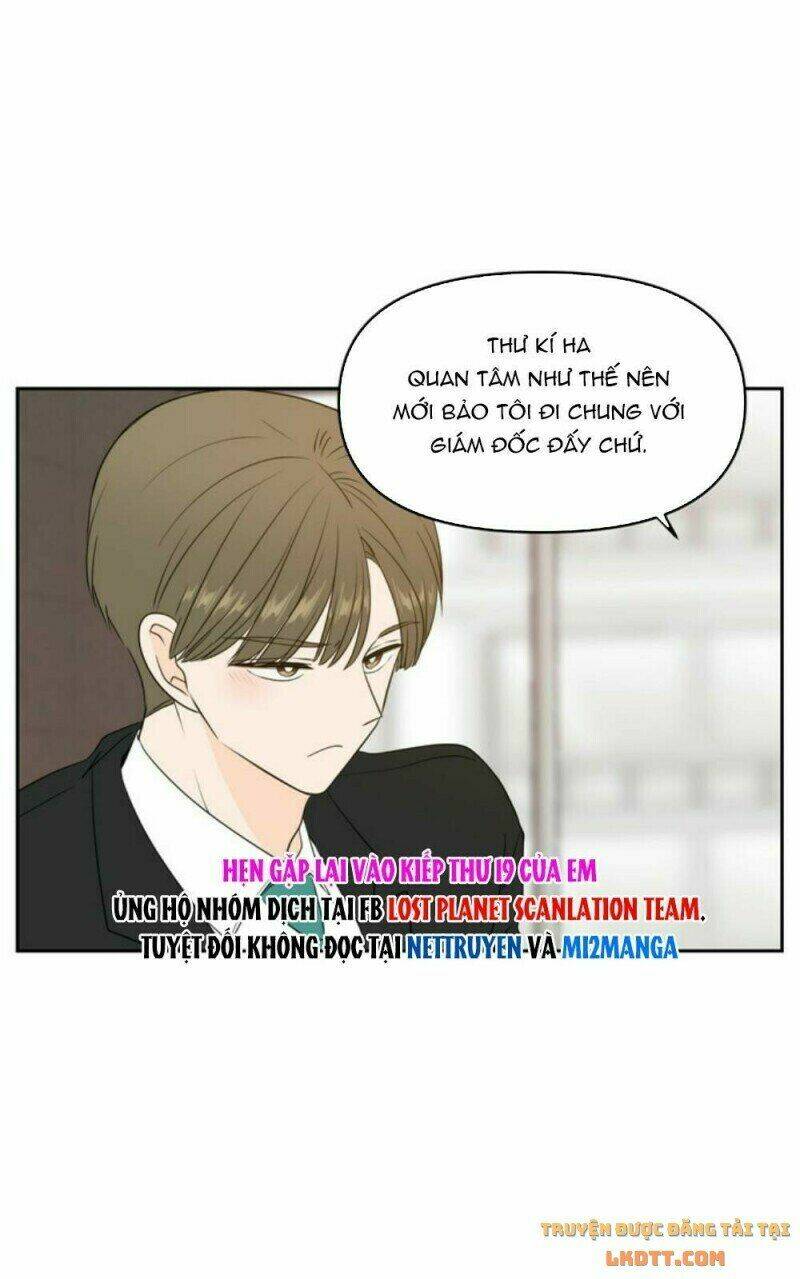 THƯ KÍ HA
QUAN TÂM NHƯ THẾ NÊN
MỚI BẢO TÔI ĐI CHUNG VỚI
GIÁM ĐỐC ĐẤY CHỨ.
HẸN GẶP LẠI VÀO KIẾP THỨ 19 CỦA EM
ỦNG HỘ NHÓM DỊCH TẠI FB LOST PLANET SCANLATION TEAM.
TUYỆT ĐỐI KHÔNG ĐỌC TẠI NETTRUYEN VÀ MI2MANGA
TRUYỆN ĐƯỢC ĐĂNG TẢI TẠI
LKDTT.COM